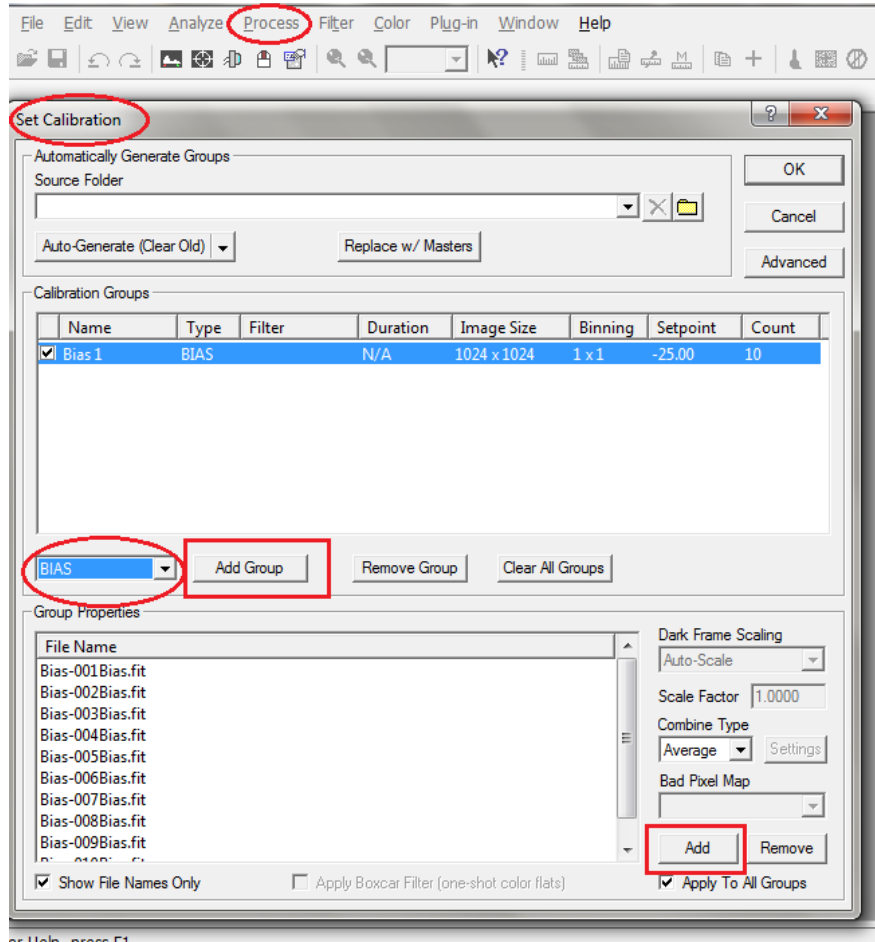 File Edit View Analyze Process Filter Color Plug-in Window Help
Set Calibration
Automatically Generate Groups
Source Folder
OK
Cancel
Auto-Generate (Clear Old) Replace w/ Masters
Advanced
Calibration Groups
Name Type Filter Duration Image Size Binning Setpoint Count
Bias 1 BIAS N/A 1024 x 1024 1 x 1 -25.00 10
BIAS Add Group Remove Group Clear All Groups
Group Properties
File Name
Bias-001Bias.fit
Bias-002Bias.fit
Bias-003Bias.fit
Bias-004Bias.fit
Bias-005Bias.fit
Bias-006Bias.fit
Bias-007Bias.fit
Bias-008Bias.fit
Bias-009Bias.fit
Dark Frame Scaling
Auto-Scale
Scale Factor 1.0000
Combine Type
Average Settings
Bad Pixel Map
Add Remove
Show File Names Only Apply Boxcar Filter (one-shot color flats) Apply To All Groups
or Help, press F1